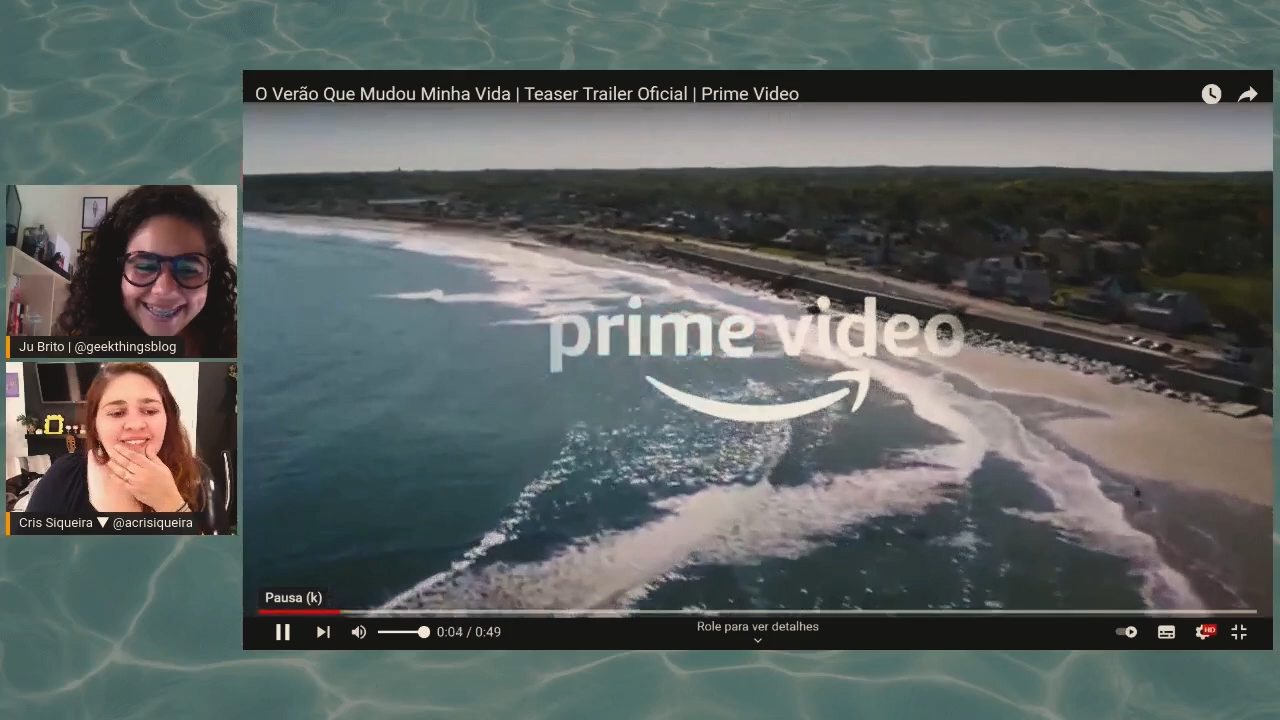 O Verão Que Mudou Minha Vida | Teaser Trailer Oficial | Prime Video
prime video
Ju Brito | @geekthingsblog
Cris Siqueira ▼ @acrisiqueira
Pausa (k)
0:04 / 0:49
Role para ver detalhes
HD